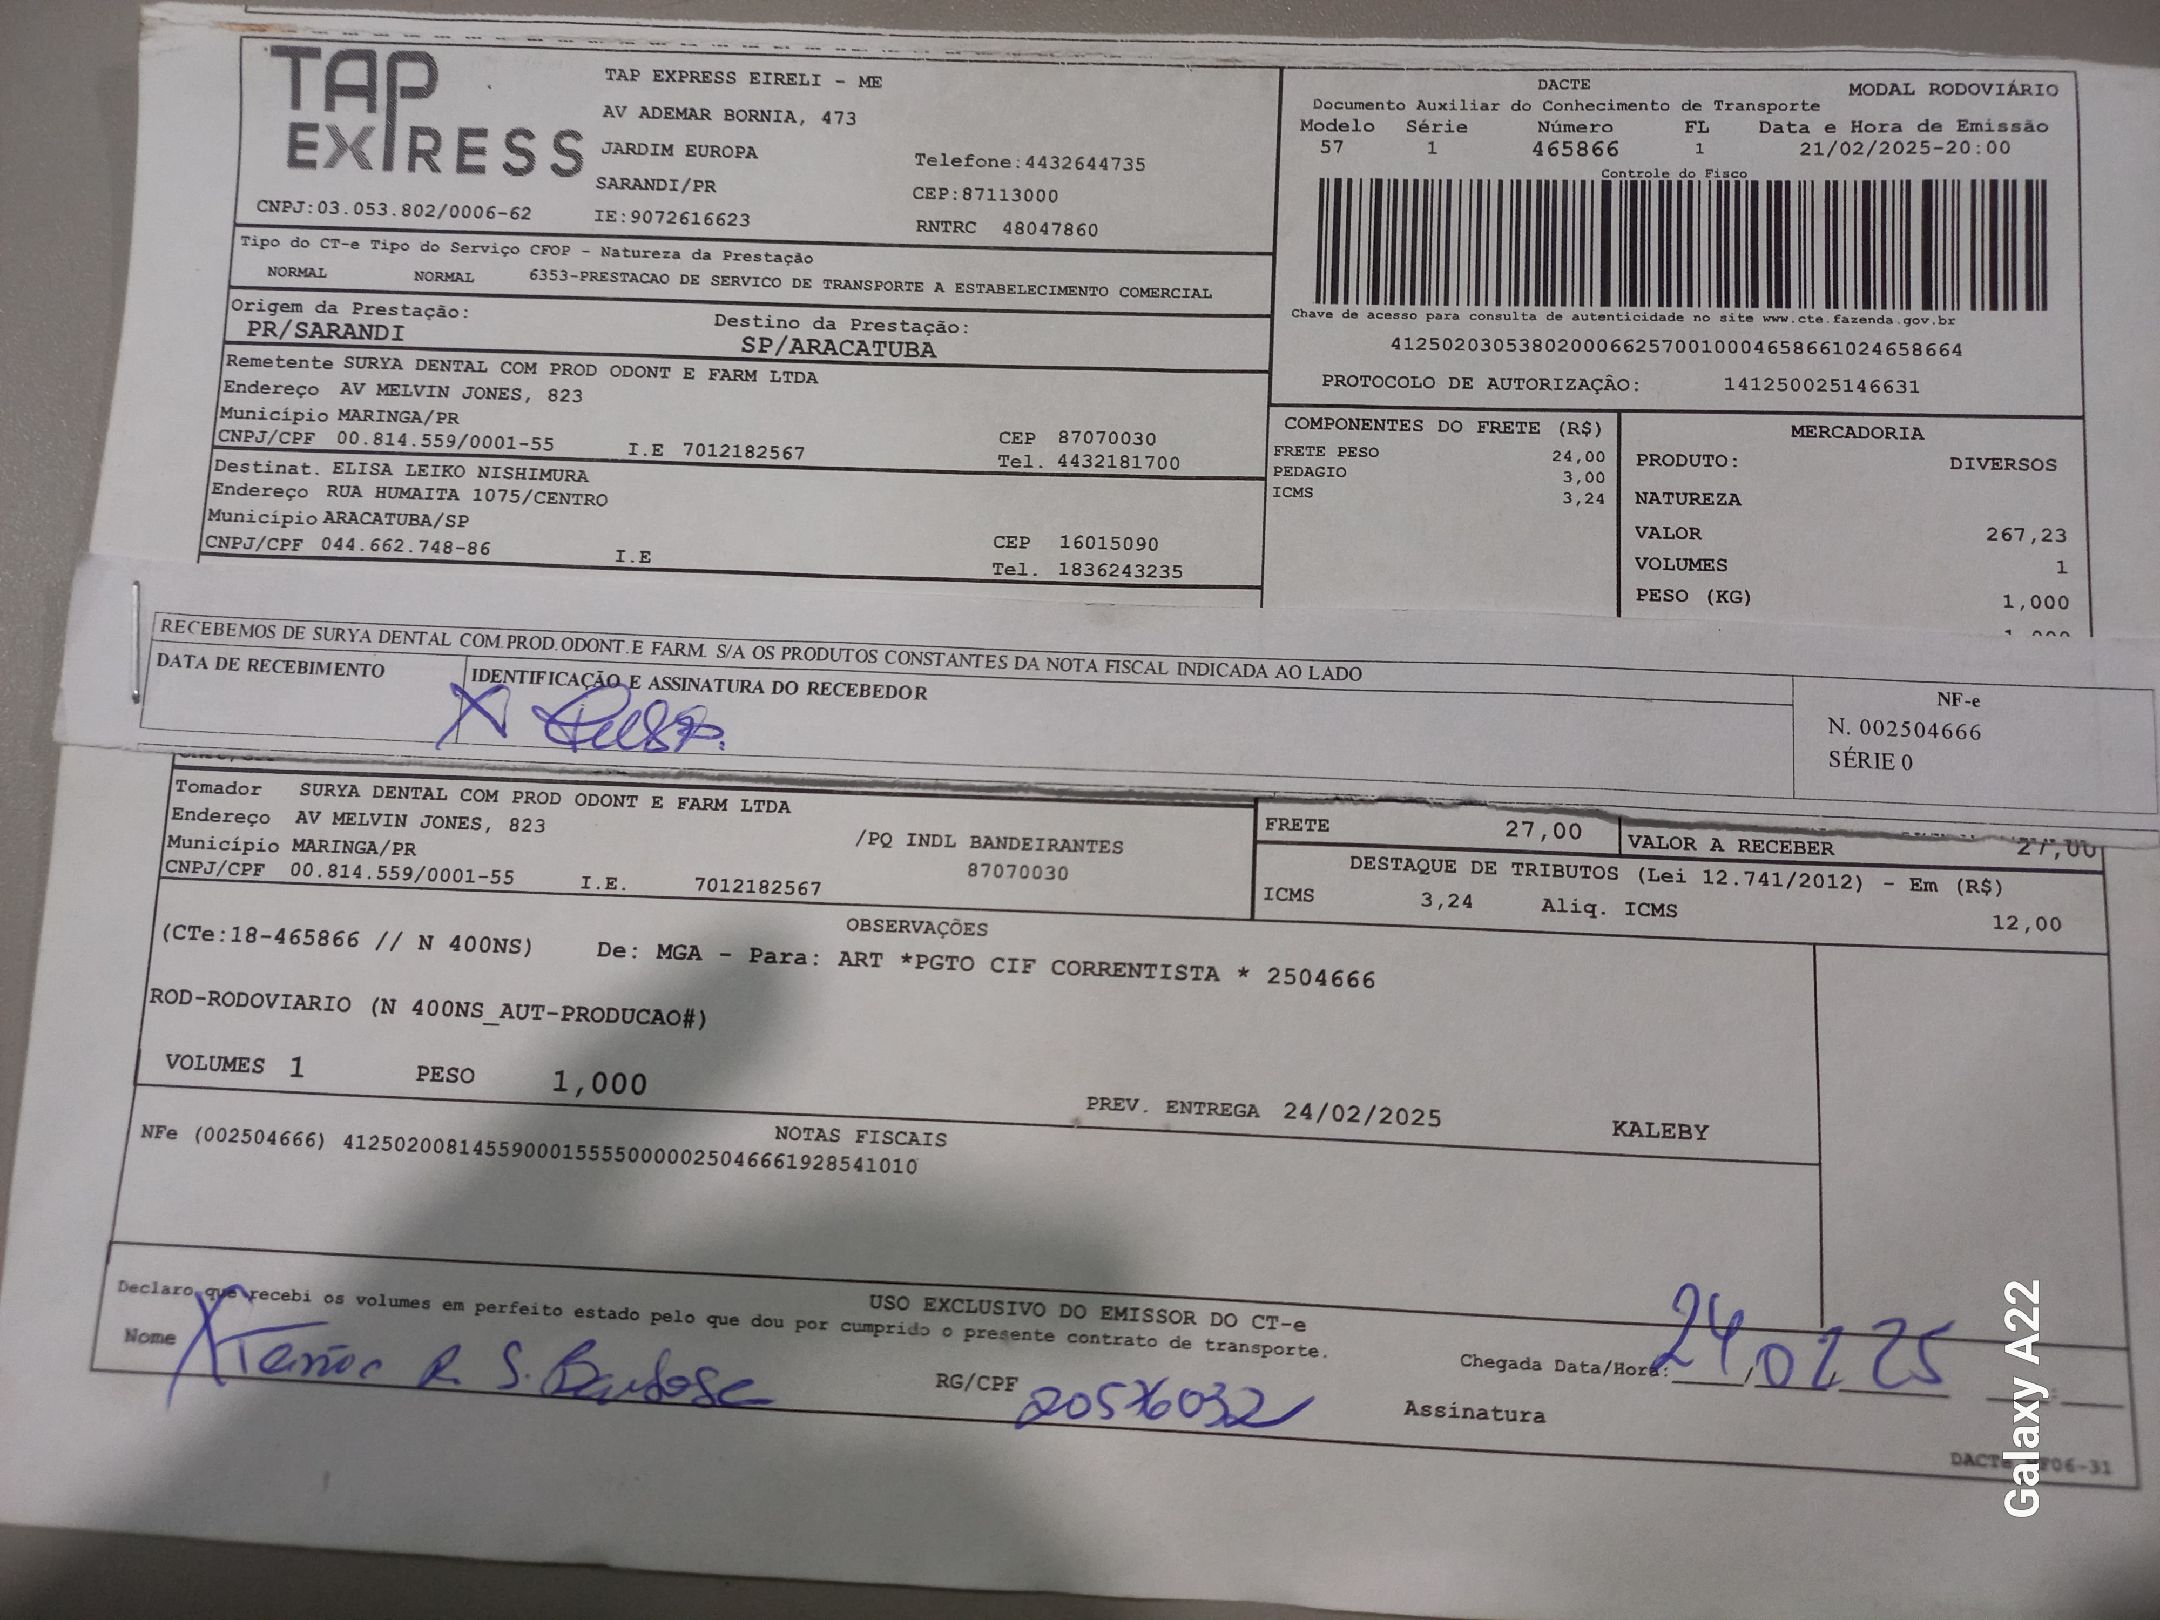 TAP EXPRESS
TAP EXPRESS EIRELI - ME
AV ADEMAR BORNIA, 473
JARDIM EUROPA
Telefone:4432644735
SARANDI/PR
CEP:87113000
CNPJ:03.053.802/0006-62
IE:9072616623
RNTRC 48047860
DACTE
MODAL RODOVIÁRIO
Documento Auxiliar do Conhecimento de Transporte
Modelo Série Número FL Data e Hora de Emissão
57 1 465866 1 21/02/2025-20:00
Controle do Fisco
Chave de acesso para consulta de autenticidade no site www.cte.fazenda.gov.br
41250203053802000662570010004658661024658664
PROTOCOLO DE AUTORIZAÇÃO: 141250025146631
Tipo do CT-e Tipo do Serviço CFOP - Natureza da Prestação
NORMAL NORMAL 6353-PRESTACAO DE SERVICO DE TRANSPORTE A ESTABELECIMENTO COMERCIAL
Origem da Prestação: Destino da Prestação:
PR/SARANDI SP/ARACATUBA
Remetente SURYA DENTAL COM PROD ODONT E FARM LTDA
Endereço AV MELVIN JONES, 823
Município MARINGA/PR
CEP 87070030
CNPJ/CPF 00.814.559/0001-55 I.E 7012182567
Tel. 4432181700
Destinat. ELISA LEIKO NISHIMURA
Endereço RUA HUMAITA 1075/CENTRO
Município ARACATUBA/SP
CEP 16015090
CNPJ/CPF 044.662.748-86 I.E
Tel. 1836243235
COMPONENTES DO FRETE (R$)
FRETE PESO 24,00
PEDAGIO 3,00
ICMS 3,24
MERCADORIA
PRODUTO: DIVERSOS
NATUREZA
VALOR 267,23
VOLUMES 1
PESO (KG) 1,000
RECEBEMOS DE SURYA DENTAL COM.PROD.ODONT.E FARM. S/A OS PRODUTOS CONSTANTES DA NOTA FISCAL INDICADA AO LADO
DATA DE RECEBIMENTO
IDENTIFICAÇÃO E ASSINATURA DO RECEBEDOR
X
NF-e
N. 002504666
SÉRIE 0
Tomador SURYA DENTAL COM PROD ODONT E FARM LTDA
Endereço AV MELVIN JONES, 823 /PQ INDL BANDEIRANTES
Município MARINGA/PR 87070030
CNPJ/CPF 00.814.559/0001-55 I.E. 7012182567
FRETE 27,00
VALOR A RECEBER 27,00
DESTAQUE DE TRIBUTOS (Lei 12.741/2012) - Em (R$)
ICMS 3,24 Aliq. ICMS 12,00
OBSERVAÇÕES
(CTe:18-465866 // N 400NS) De: MGA - Para: ART *PGTO CIF CORRENTISTA * 2504666
ROD-RODOVIARIO (N 400NS_AUT-PRODUCAO#)
VOLUMES 1 PESO 1,000
PREV. ENTREGA 24/02/2025 KALEBY
NOTAS FISCAIS
NFe (002504666) 41250200814559000155550000025046661928541010
USO EXCLUSIVO DO EMISSOR DO CT-e
Declaro que recebi os volumes em perfeito estado pelo que dou por cumprido o presente contrato de transporte.
Nome X R. S. Barbosa
RG/CPF 20576032
Chegada Data/Hora: 24/02/25
Assinatura
Galaxy A22